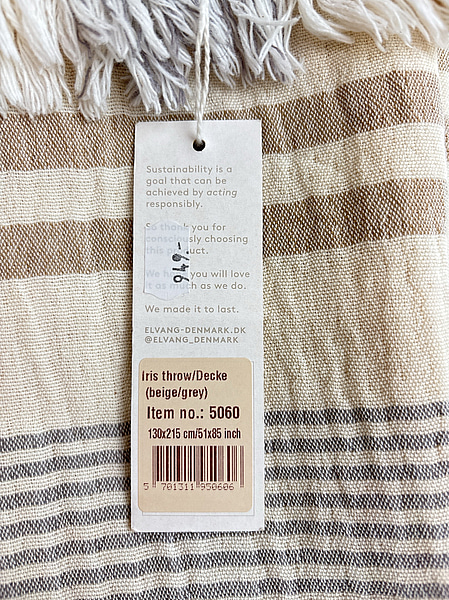 Sustainability is a
goal that can be
achieved by acting
responsibly.
So thank you for
consciously choosing
this product.
We hope you will love
it as much as we do.
We made it to last.
ELVANG-DENMARK.DK
@ELVANG_DENMARK
949,-
Iris throw/Decke
(beige/grey)
Item no.: 5060
130x215 cm/51x85 inch
5 701311 950606